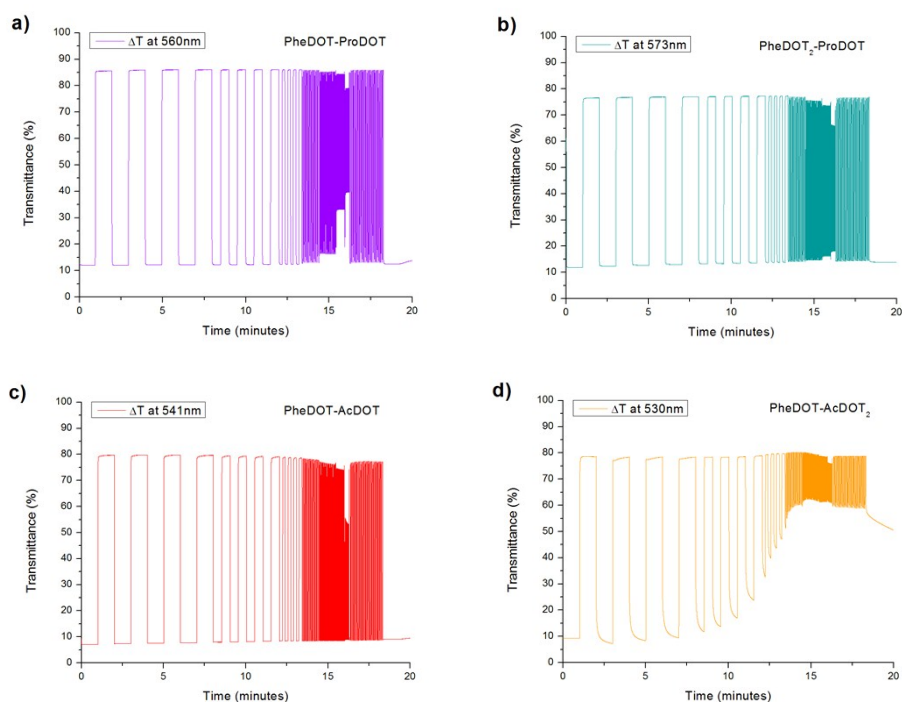 a)
ΔT at 560nm
PheDOT-ProDOT
Transmittance (%)
100
90
80
70
60
50
40
30
20
10
0
0 5 10 15 20
Time (minutes)
b)
ΔT at 573nm
PheDOT₂-ProDOT
Transmittance (%)
100
90
80
70
60
50
40
30
20
10
0
0 5 10 15 20
Time (minutes)
c)
ΔT at 541nm
PheDOT-AcDOT
Transmittance (%)
100
90
80
70
60
50
40
30
20
10
0
0 5 10 15 20
Time (minutes)
d)
ΔT at 530nm
PheDOT-AcDOT₂
Transmittance (%)
100
90
80
70
60
50
40
30
20
10
0
0 5 10 15 20
Time (minutes)